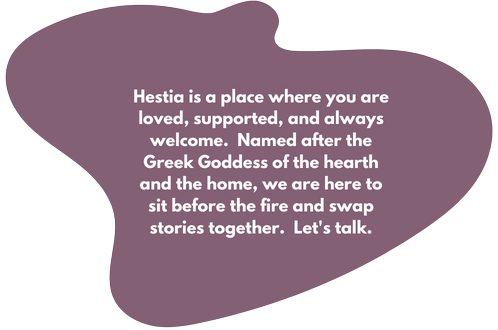 Hestia is a place where you are
loved, supported, and always
welcome.  Named after the
Greek Goddess of the hearth
and the home, we are here to
sit before the fire and swap
stories together.  Let's talk.